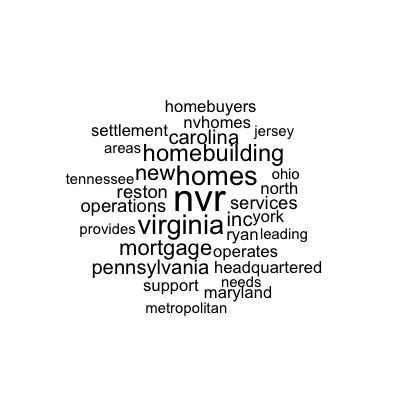 homebuyers
nvhomes
settlement carolina jersey
areas homebuilding
tennessee new homes ohio
reston nvr north
operations services
virginia inc york
provides ryan leading
mortgage operates
pennsylvania headquartered
support needs
maryland
metropolitan